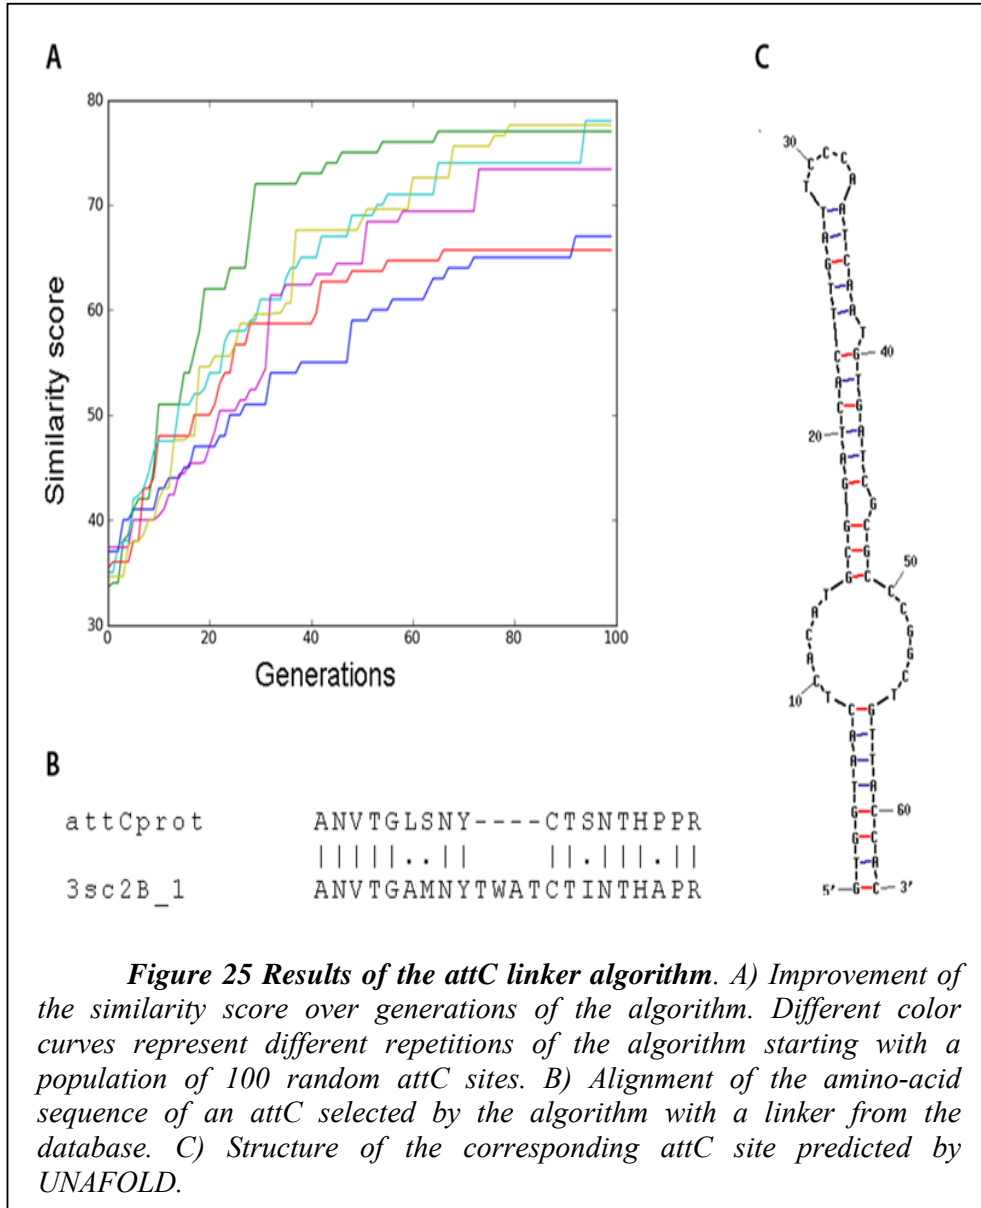 A
C
80
70
60
50
40
30
0
20
40
60
80
100
Similarity score
Generations
30
40
20
50
10
60
5'
3'
B
attCprot ANVTGLSNY----CTSNTHPPR
|||||..|| ||.|||.||
3sc2B_1 ANVTGAMNYTWATCTINTHAPR
Figure 25 Results of the attC linker algorithm. A) Improvement of
the similarity score over generations of the algorithm. Different color
curves represent different repetitions of the algorithm starting with a
population of 100 random attC sites. B) Alignment of the amino-acid
sequence of an attC selected by the algorithm with a linker from the
database. C) Structure of the corresponding attC site predicted by
UNAFOLD.